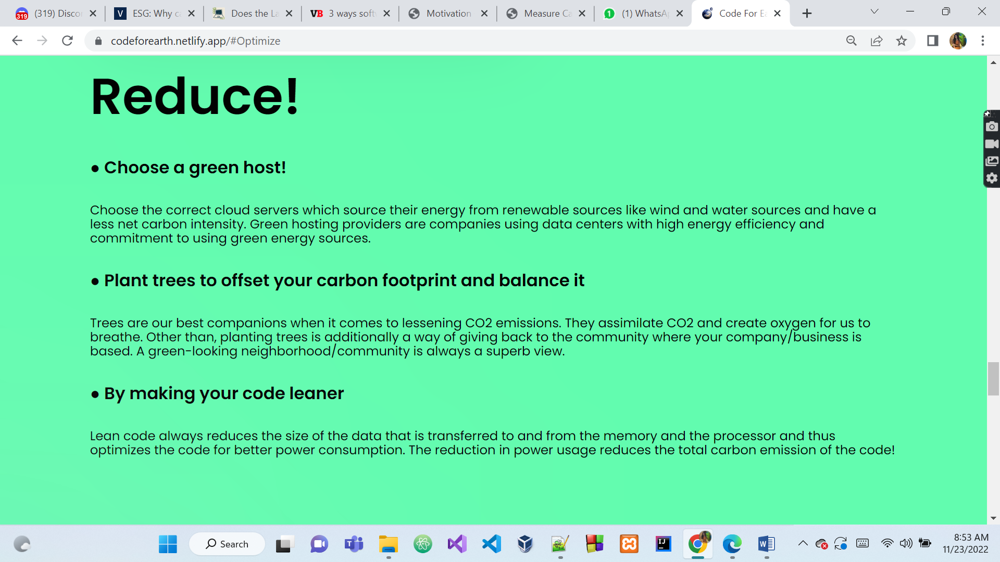 319
(319) Discor
V
ESG: Why ca
Does the La
VB
3 ways softw
Motivation
Measure Ca
1
(1) WhatsAp
Code For Ea
codeforearth.netlify.app/#Optimize
Reduce!
● Choose a green host!
Choose the correct cloud servers which source their energy from renewable sources like wind and water sources and have a
less net carbon intensity. Green hosting providers are companies using data centers with high energy efficiency and
commitment to using green energy sources.
● Plant trees to offset your carbon footprint and balance it
Trees are our best companions when it comes to lessening CO2 emissions. They assimilate CO2 and create oxygen for us to
breathe. Other than, planting trees is additionally a way of giving back to the community where your company/business is
based. A green-looking neighborhood/community is always a superb view.
● By making your code leaner
Lean code always reduces the size of the data that is transferred to and from the memory and the processor and thus
optimizes the code for better power consumption. The reduction in power usage reduces the total carbon emission of the code!
Search
8:53 AM
11/23/2022